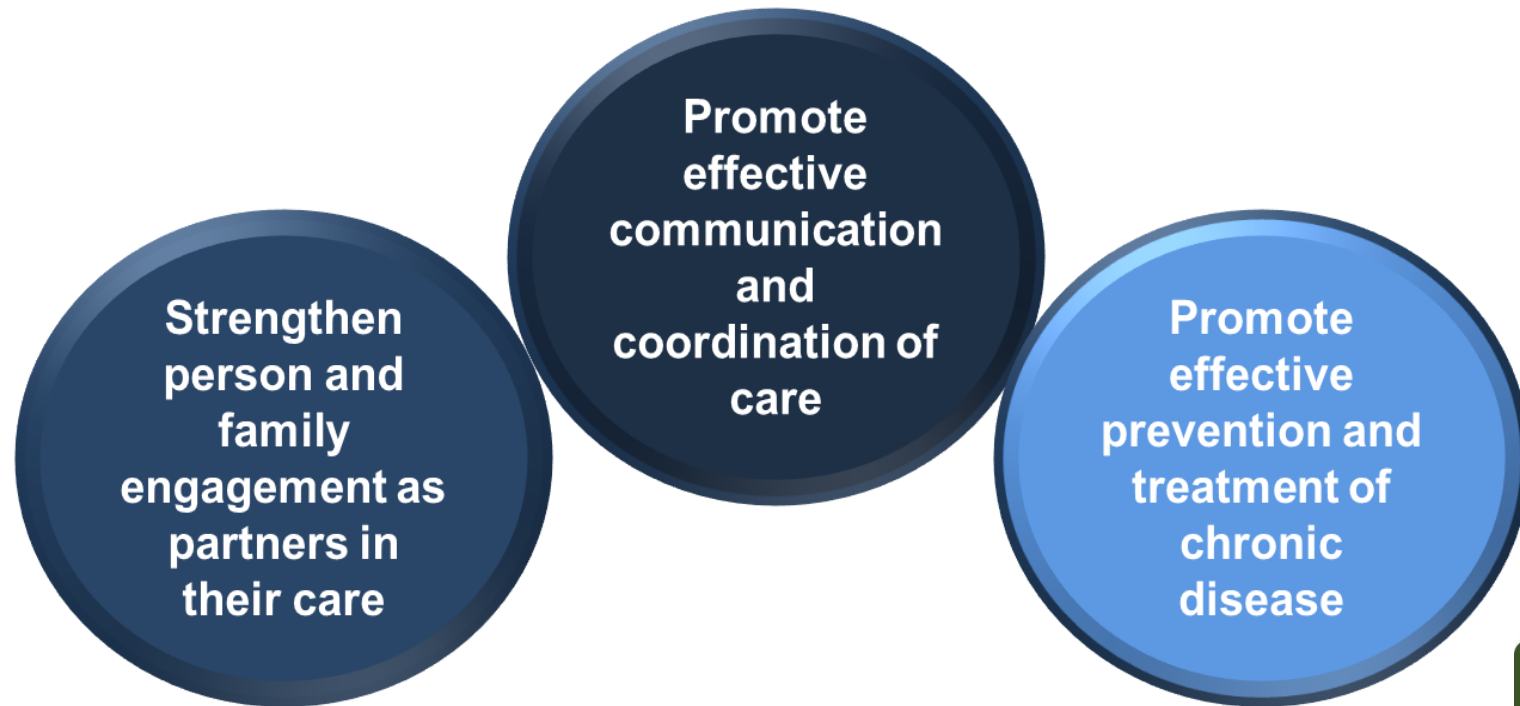 Strengthen
person and
family
engagement as
partners in
their care
Promote
effective
communication
and
coordination of
care
Promote
effective
prevention and
treatment of
chronic
disease